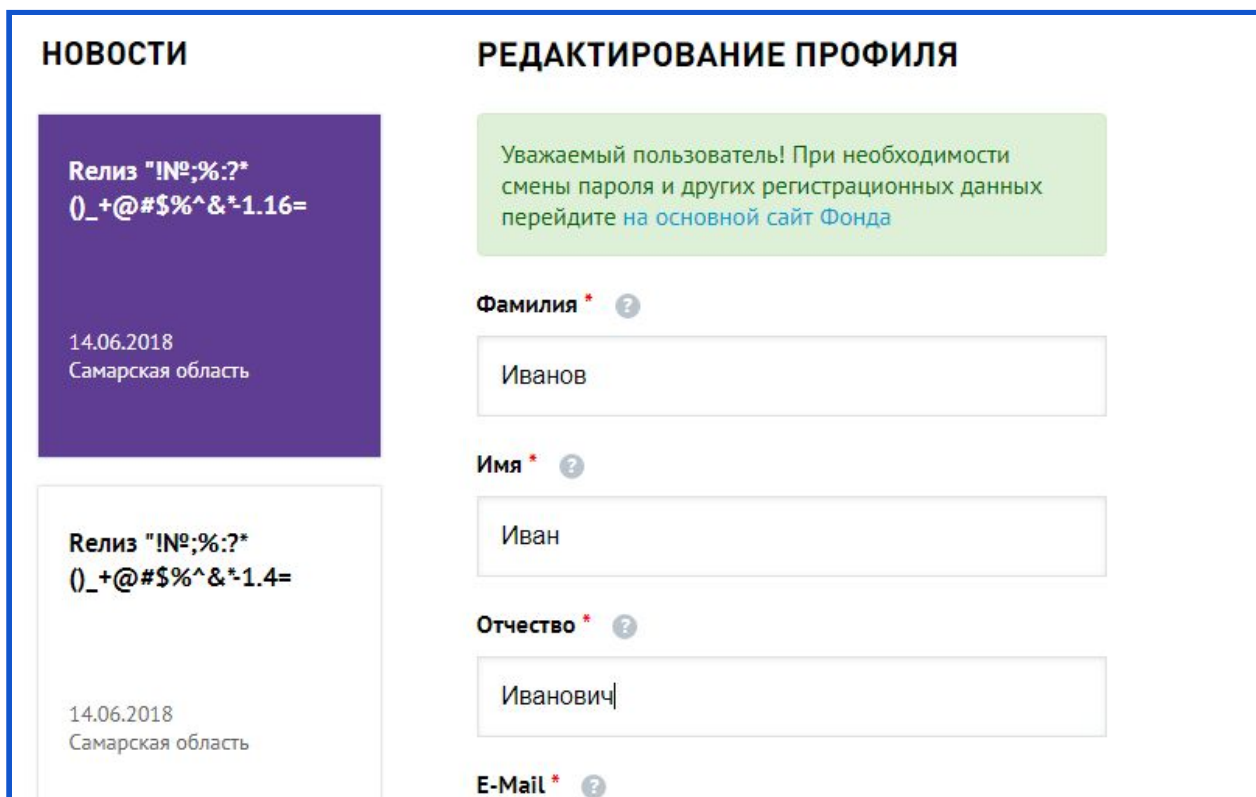 НОВОСТИ
Rелиз "!№;%:?*
()_+@#$%^&*-1.16=
14.06.2018
Самарская область
Rелиз "!№;%:?*
()_+@#$%^&*-1.4=
14.06.2018
Самарская область
РЕДАКТИРОВАНИЕ ПРОФИЛЯ
Уважаемый пользователь! При необходимости
смены пароля и других регистрационных данных
перейдите на основной сайт Фонда
Фамилия * ?
Иванов
Имя * ?
Иван
Отчество * ?
Иванович
E-Mail * ?